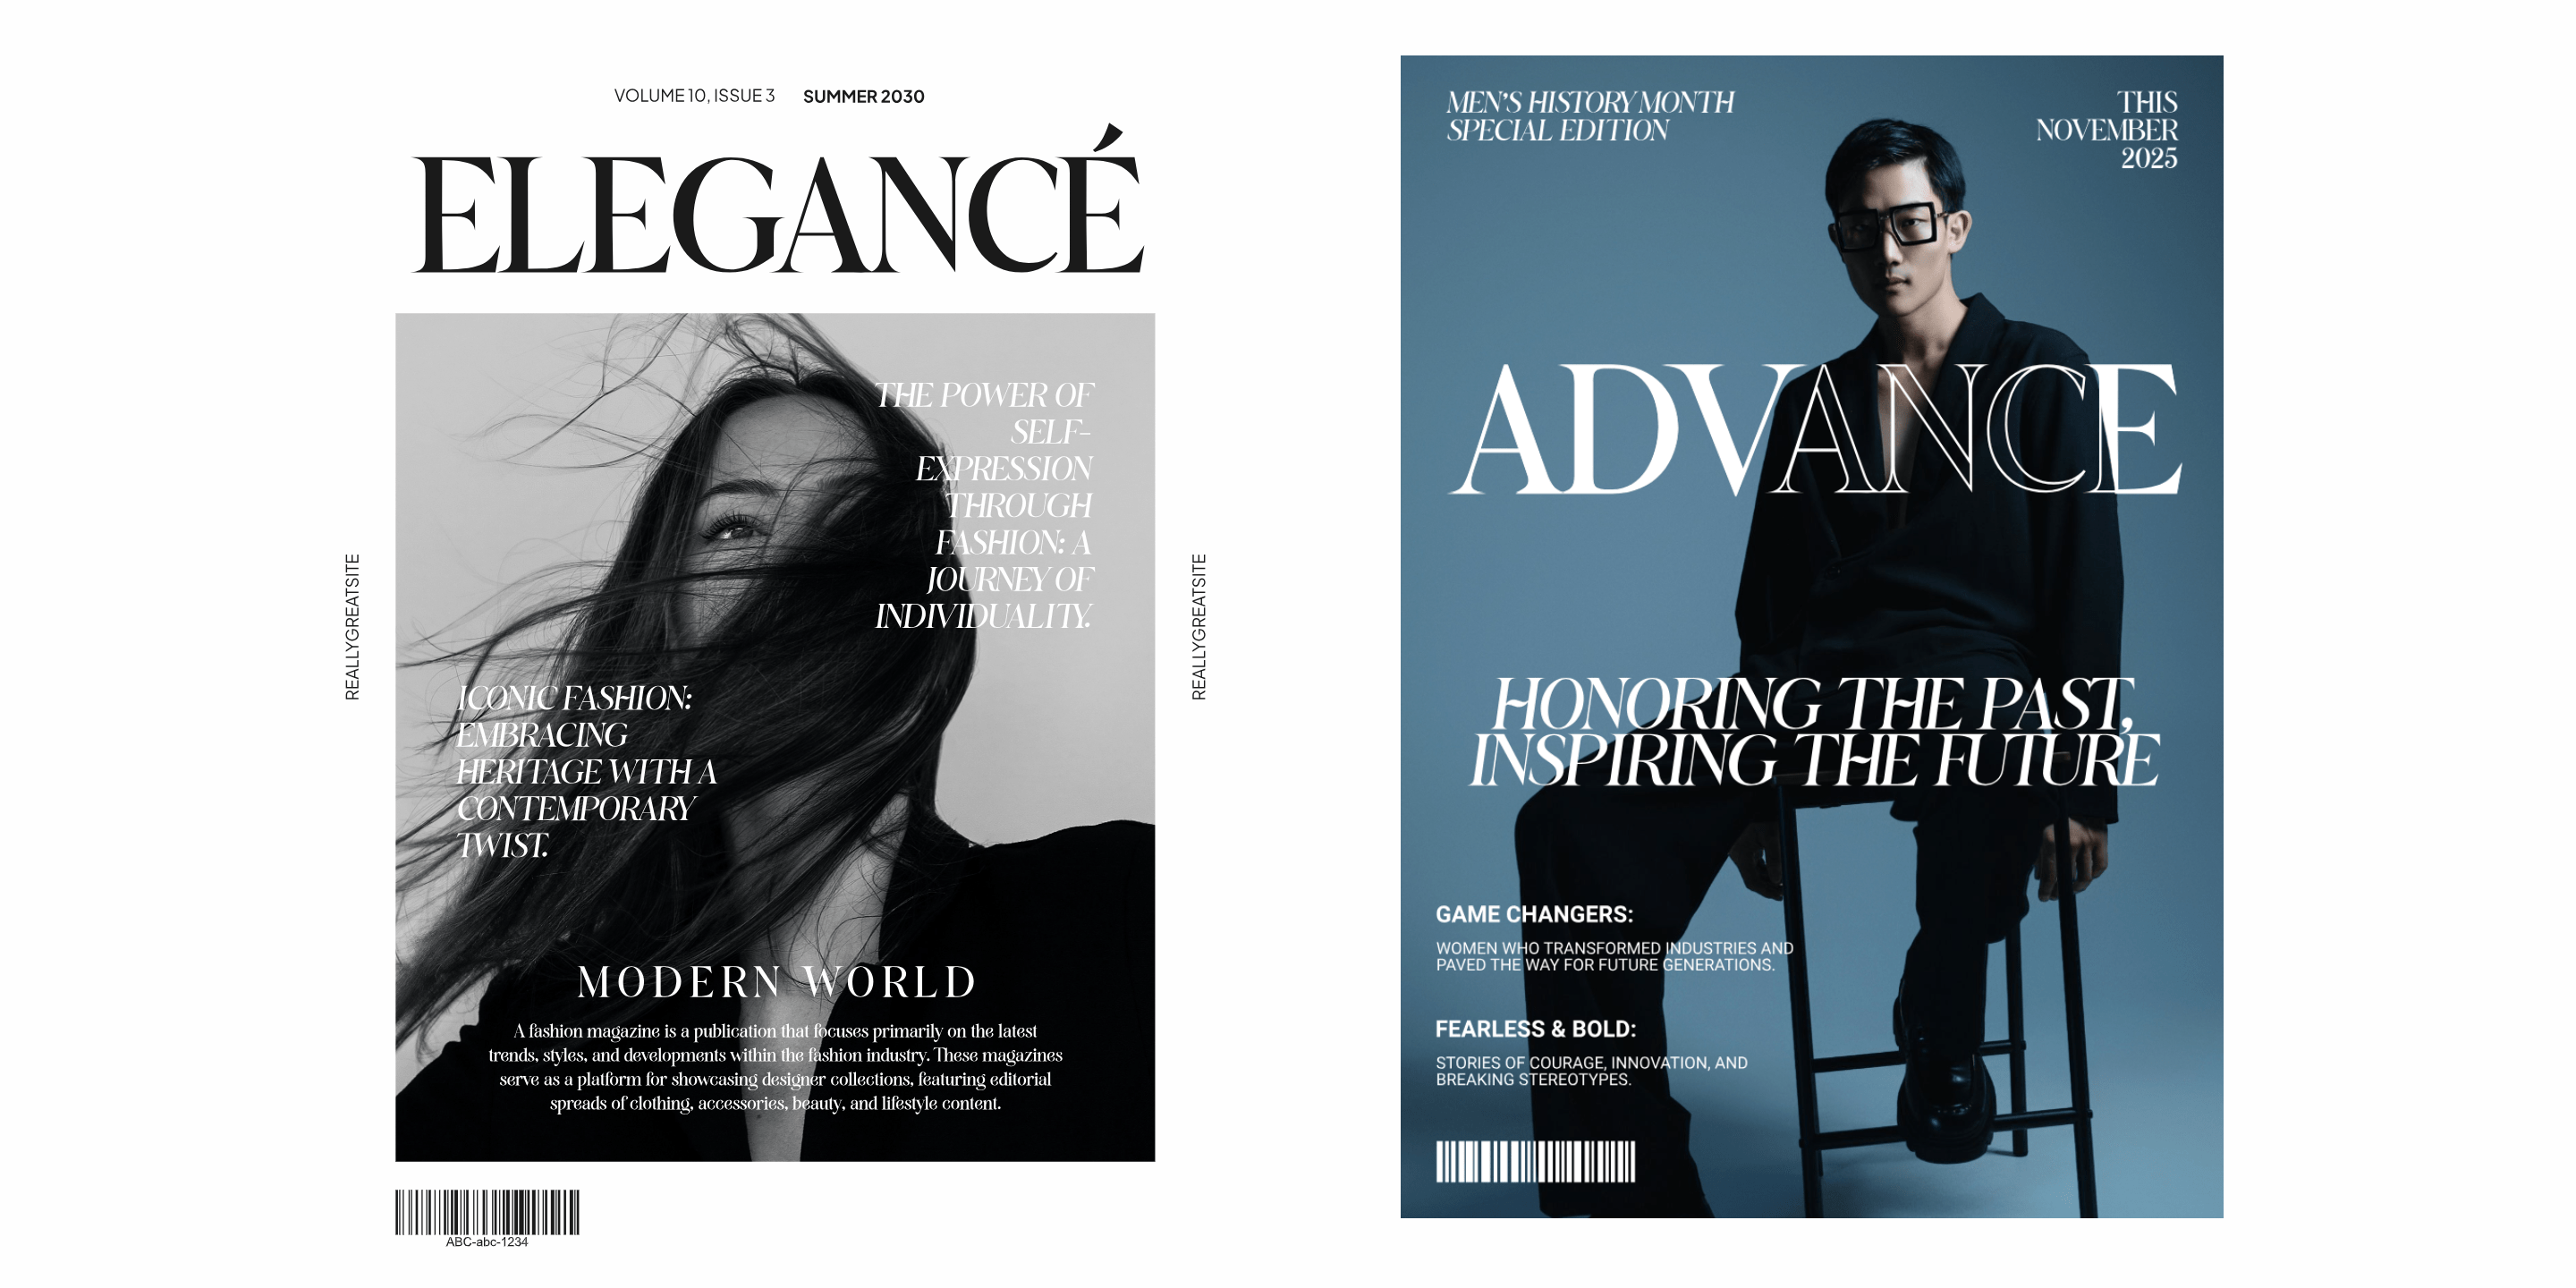 VOLUME 10, ISSUE 3 SUMMER 2030
ELEGANCÉ
REALLYGREATSITE
THE POWER OF
SELF-
EXPRESSION
THROUGH
FASHION: A
JOURNEY OF
INDIVIDUALITY.
ICONIC FASHION:
EMBRACING
HERITAGE WITH A
CONTEMPORARY
TWIST.
MODERN WORLD
A fashion magazine is a publication that focuses primarily on the latest
trends, styles, and developments within the fashion industry. These magazines
serve as a platform for showcasing designer collections, featuring editorial
spreads of clothing, accessories, beauty, and lifestyle content.
REALLYGREATSITE
ABC-abc-1234
MEN'S HISTORY MONTH
SPECIAL EDITION
THIS
NOVEMBER
2025
ADVANCE
HONORING THE PAST,
INSPIRING THE FUTURE
GAME CHANGERS:
WOMEN WHO TRANSFORMED INDUSTRIES AND
PAVED THE WAY FOR FUTURE GENERATIONS.
FEARLESS & BOLD:
STORIES OF COURAGE, INNOVATION, AND
BREAKING STEREOTYPES.